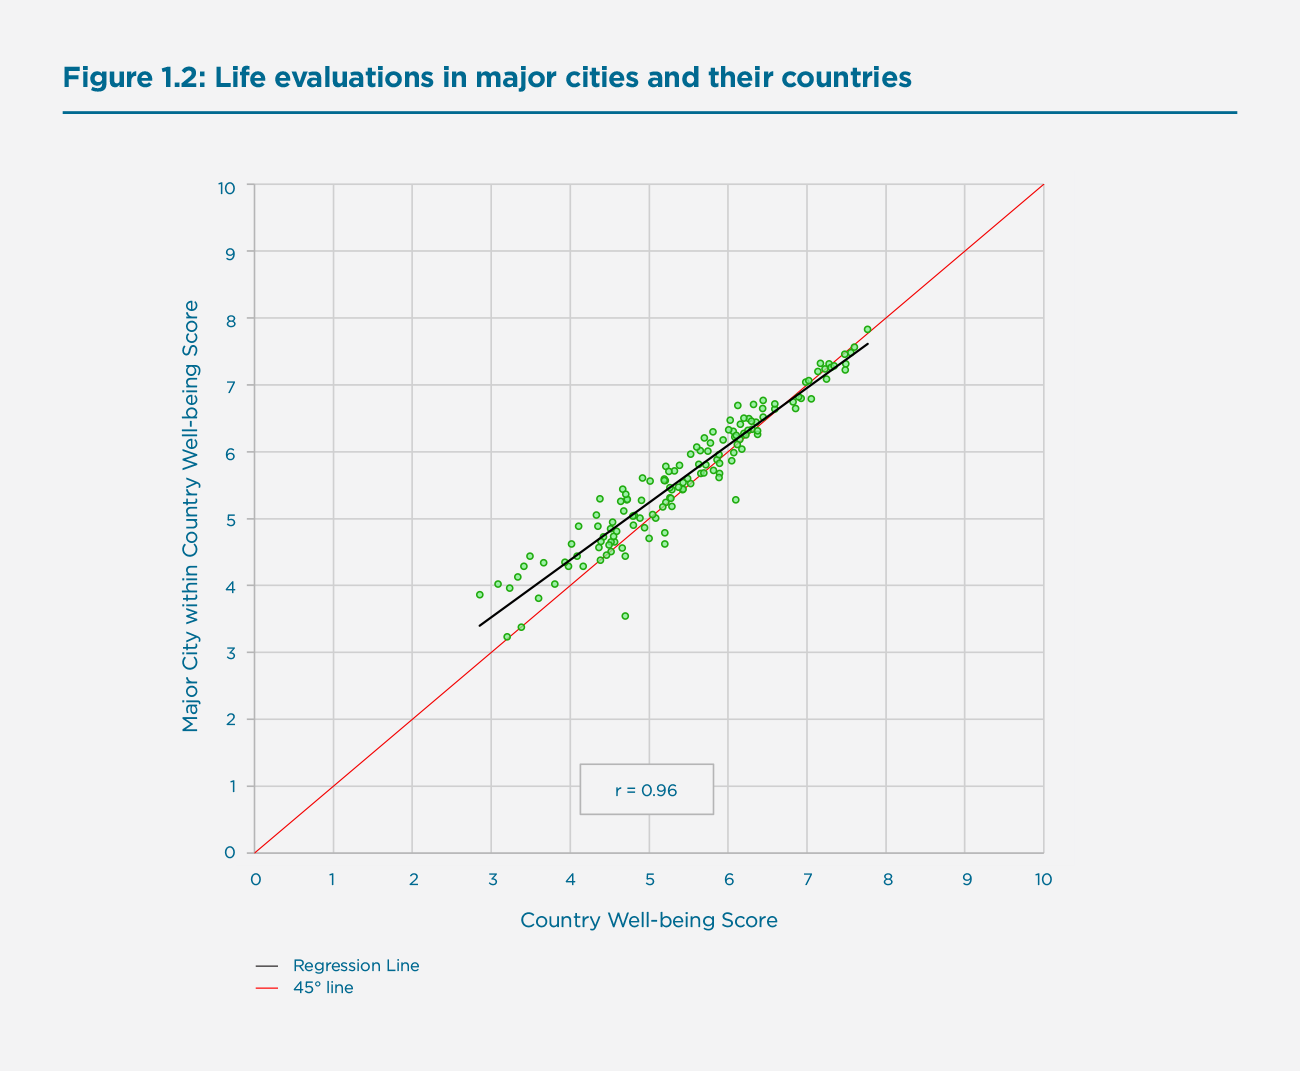 Figure 1.2: Life evaluations in major cities and their countries
10
9
8
7
6
5
4
3
2
1
0
Major City within Country Well-being Score
r = 0.96
0 1 2 3 4 5 6 7 8 9 10
Country Well-being Score
Regression Line
45° line